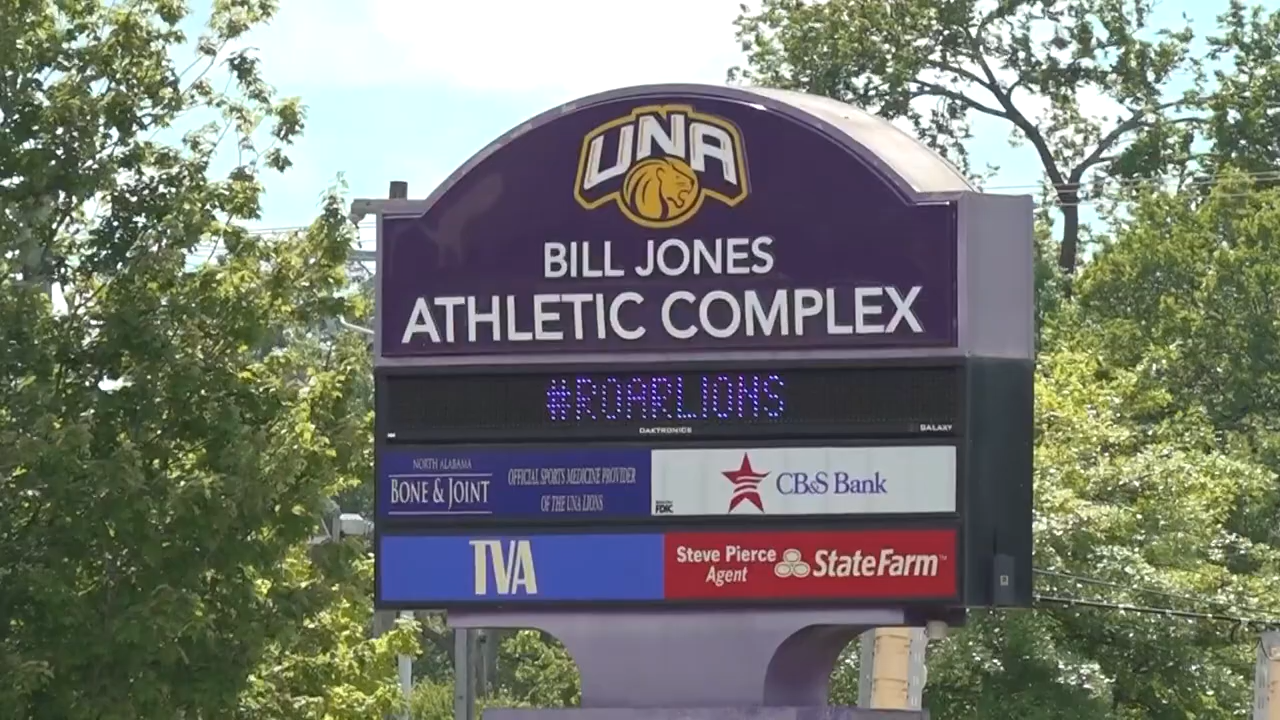 UNA
BILL JONES
ATHLETIC COMPLEX
#ROARLIONS
DAKTRONICS
GALAXY
NORTH ALABAMA
BONE & JOINT
OFFICIAL SPORTS MEDICINE PROVIDER
OF THE UNA LIONS
CB&S Bank
FDIC
TVA
Steve Pierce
Agent
StateFarm™